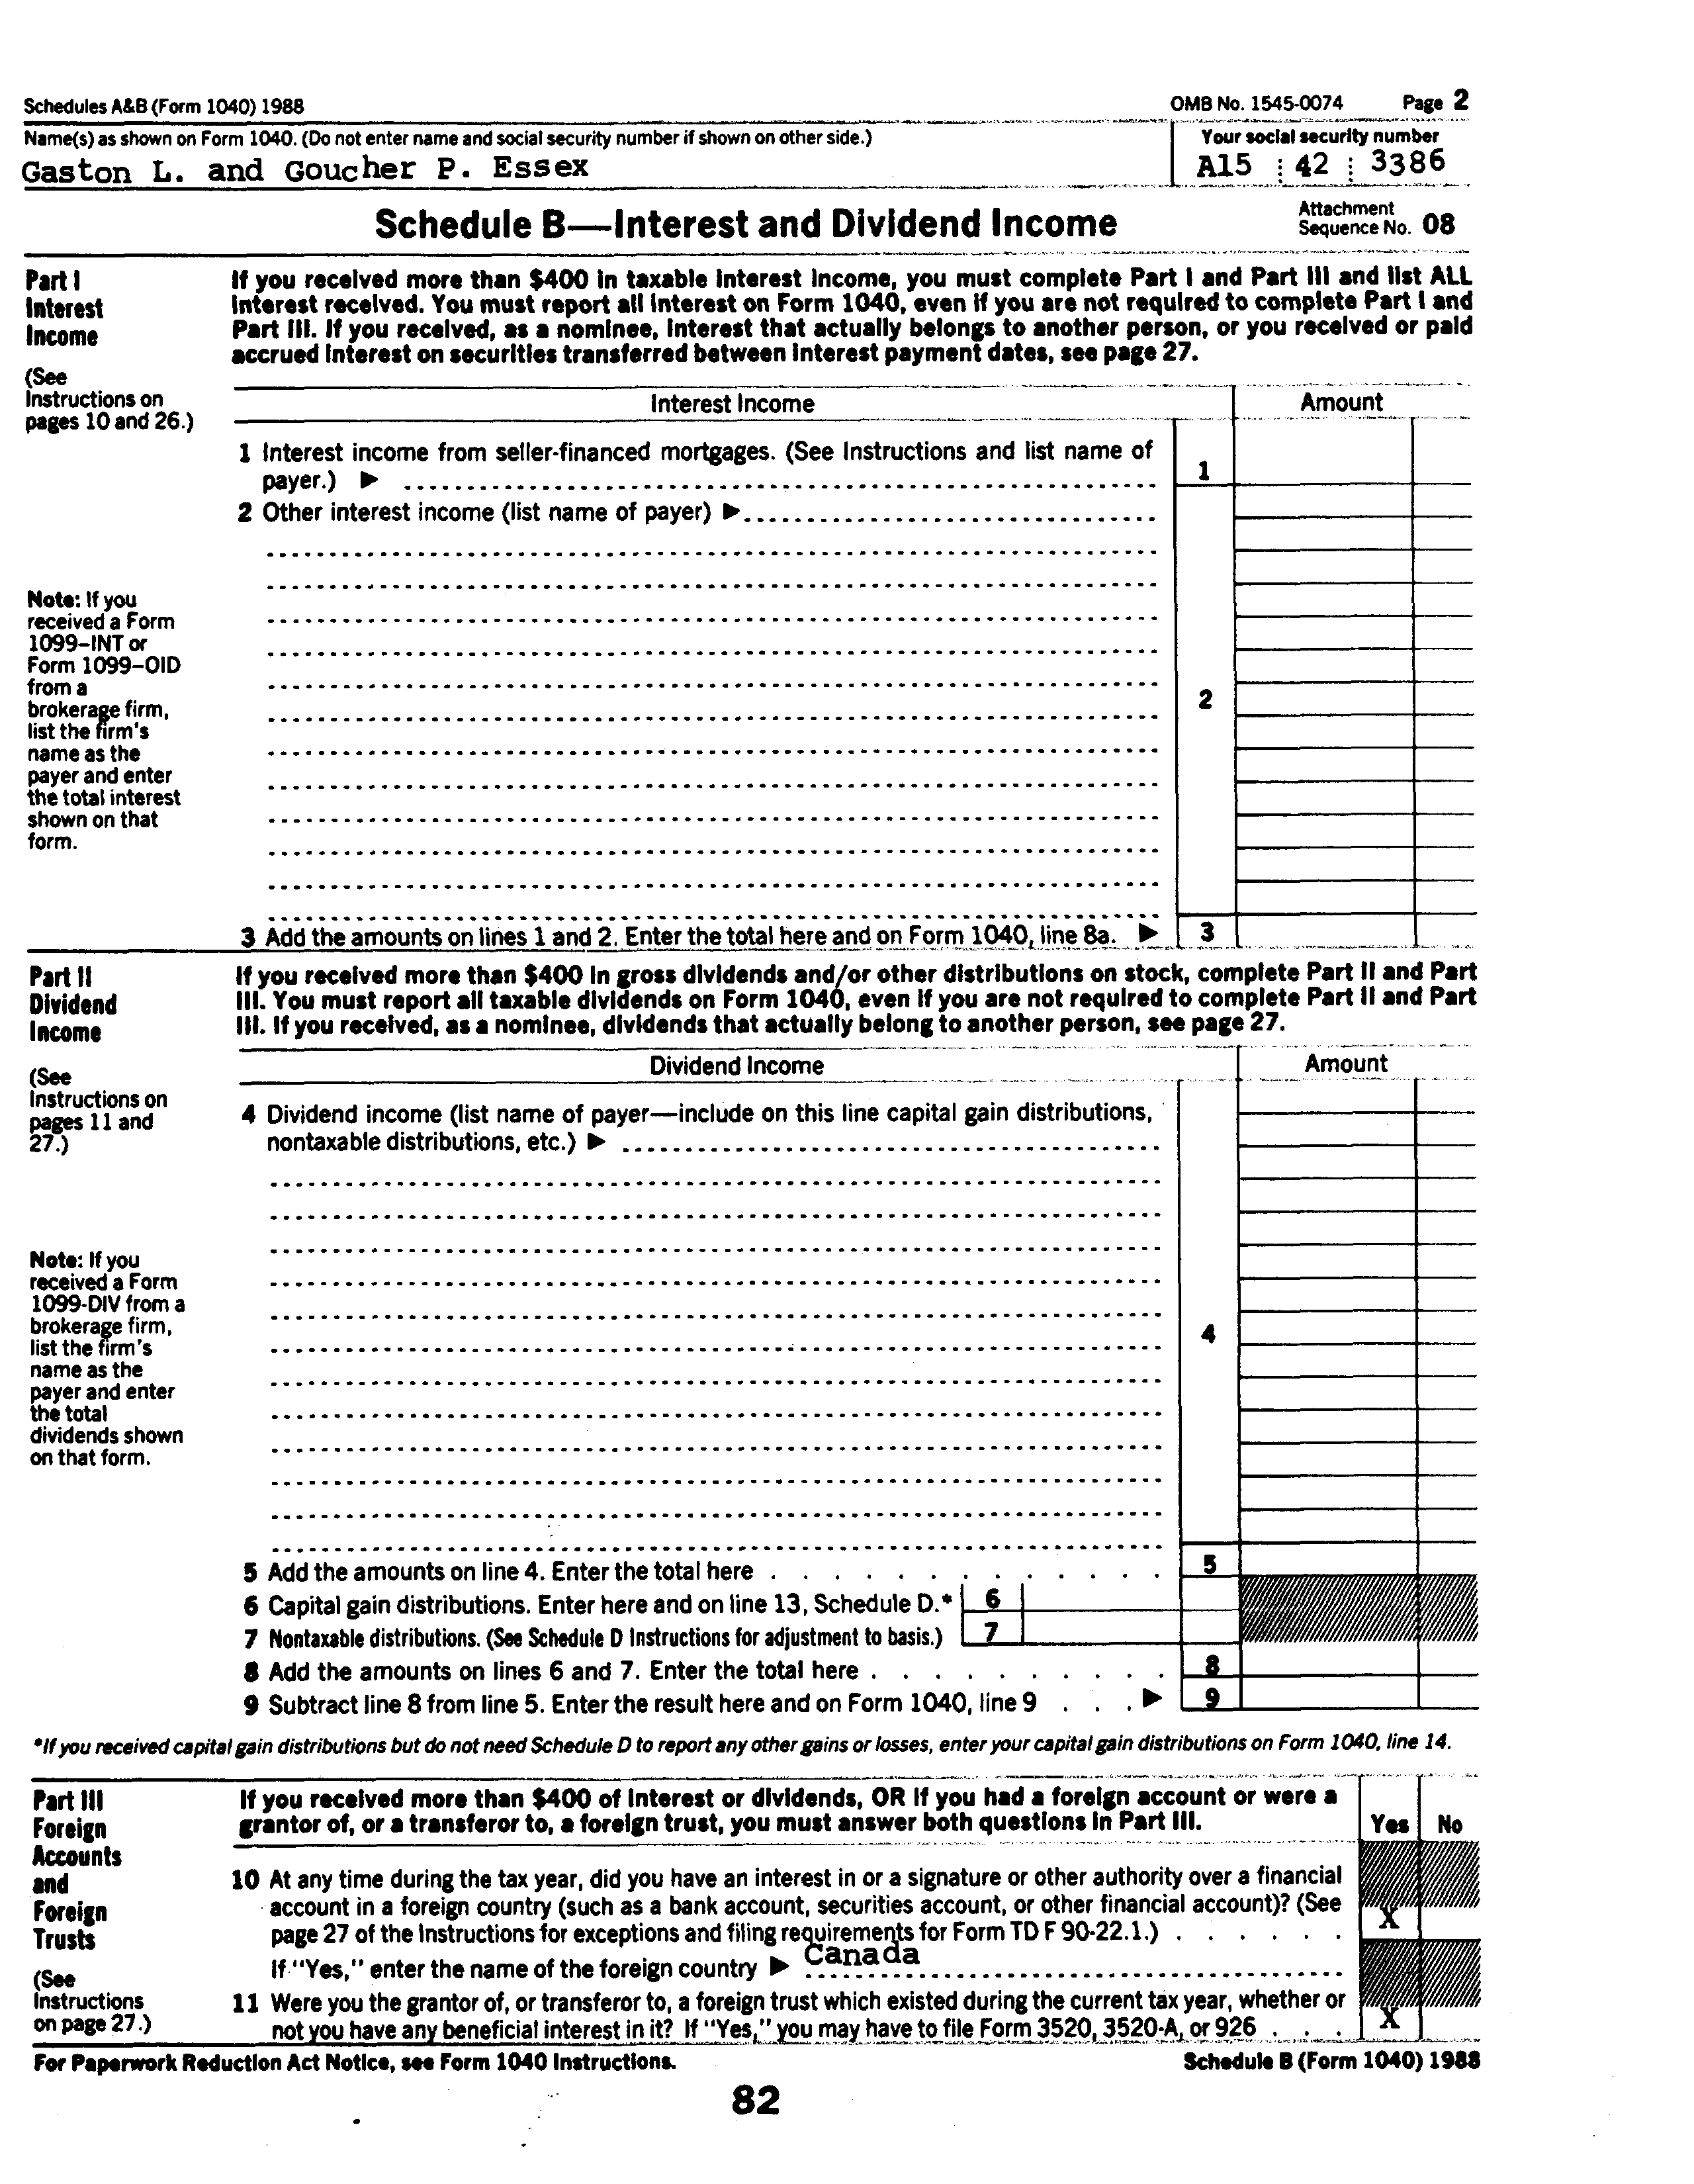 Schedules A&B (Form 1040) 1988 OMB No. 1545-0074 Page 2
Name(s) as shown on Form 1040. (Do not enter name and social security number if shown on other side.) Your social security number
Gaston L. and Goucher P. Essex A15 42 3386
Schedule B—Interest and Dividend Income Attachment Sequence No. 08
Part I
Interest
Income
(See
Instructions on
pages 10 and 26.)
If you received more than $400 in taxable interest income, you must complete Part I and Part III and list ALL
interest received. You must report all interest on Form 1040, even if you are not required to complete Part I and
Part III. If you received, as a nominee, interest that actually belongs to another person, or you received or paid
accrued interest on securities transferred between interest payment dates, see page 27.
Interest Income Amount
1 Interest income from seller-financed mortgages. (See Instructions and list name of
payer.) ▶ 1
2 Other interest income (list name of payer) ▶
Note: If you
received a Form
1099–INT or
Form 1099–OID
from a
brokerage firm,
list the firm's
name as the
payer and enter
the total interest
shown on that
form.
2
3 Add the amounts on lines 1 and 2. Enter the total here and on Form 1040, line 8a. ▶ 3
Part II
Dividend
Income
(See
Instructions on
pages 11 and
27.)
If you received more than $400 in gross dividends and/or other distributions on stock, complete Part II and Part
III. You must report all taxable dividends on Form 1040, even if you are not required to complete Part II and Part
III. If you received, as a nominee, dividends that actually belong to another person, see page 27.
Dividend Income Amount
4 Dividend income (list name of payer—include on this line capital gain distributions,
nontaxable distributions, etc.) ▶
Note: If you
received a Form
1099-DIV from a
brokerage firm,
list the firm's
name as the
payer and enter
the total
dividends shown
on that form.
4
5 Add the amounts on line 4. Enter the total here 5
6 Capital gain distributions. Enter here and on line 13, Schedule D.* 6
7 Nontaxable distributions. (See Schedule D Instructions for adjustment to basis.) 7
8 Add the amounts on lines 6 and 7. Enter the total here 8
9 Subtract line 8 from line 5. Enter the result here and on Form 1040, line 9 ▶ 9
*If you received capital gain distributions but do not need Schedule D to report any other gains or losses, enter your capital gain distributions on Form 1040, line 14.
Part III
Foreign
Accounts
and
Foreign
Trusts
(See
Instructions
on page 27.)
If you received more than $400 of interest or dividends, OR if you had a foreign account or were a
grantor of, or a transferor to, a foreign trust, you must answer both questions in Part III. Yes No
10 At any time during the tax year, did you have an interest in or a signature or other authority over a financial
account in a foreign country (such as a bank account, securities account, or other financial account)? (See
page 27 of the Instructions for exceptions and filing requirements for Form TD F 90-22.1.) X
If "Yes," enter the name of the foreign country ▶ Canada
11 Were you the grantor of, or transferor to, a foreign trust which existed during the current tax year, whether or
not you have any beneficial interest in it? If "Yes," you may have to file Form 3520, 3520-A, or 926 X
For Paperwork Reduction Act Notice, see Form 1040 Instructions. Schedule B (Form 1040) 1988
82